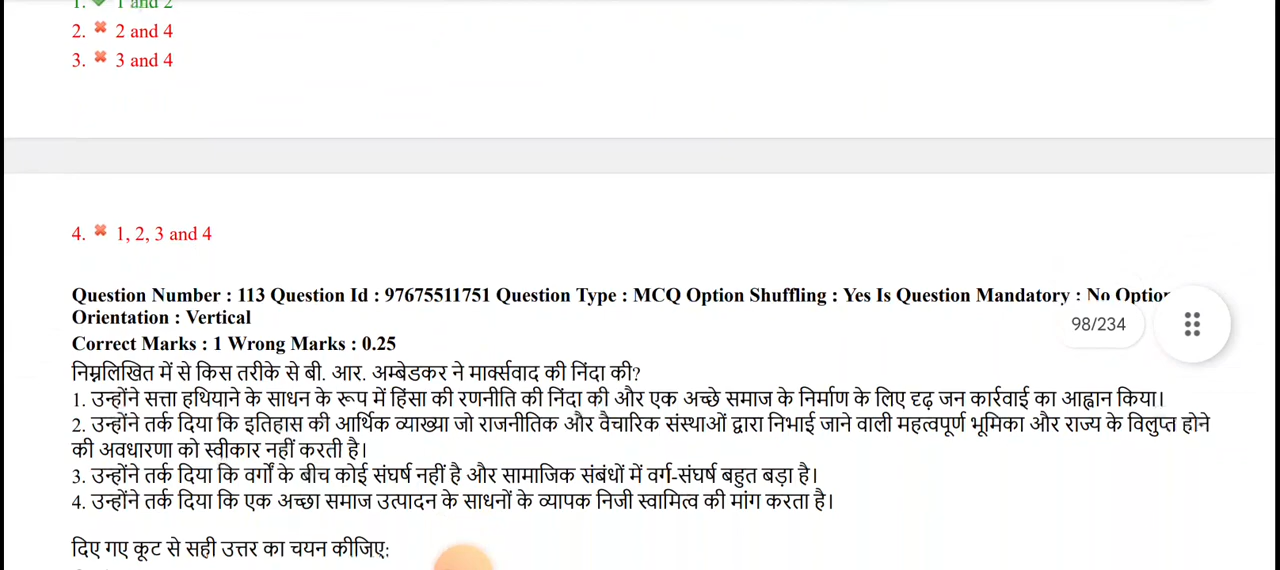 1. ✔ 1 and 2
2. ✖ 2 and 4
3. ✖ 3 and 4
4. ✖ 1, 2, 3 and 4
Question Number : 113 Question Id : 97675511751 Question Type : MCQ Option Shuffling : Yes Is Question Mandatory : No Option
Orientation : Vertical
98/234
Correct Marks : 1 Wrong Marks : 0.25
निम्नलिखित में से किस तरीके से बी. आर. अम्बेडकर ने मार्क्सवाद की निंदा की?
1. उन्होंने सत्ता हथियाने के साधन के रूप में हिंसा की रणनीति की निंदा की और एक अच्छे समाज के निर्माण के लिए दृढ़ जन कार्रवाई का आह्वान किया।
2. उन्होंने तर्क दिया कि इतिहास की आर्थिक व्याख्या जो राजनीतिक और वैचारिक संस्थाओं द्वारा निभाई जाने वाली महत्वपूर्ण भूमिका और राज्य के विलुप्त होने
की अवधारणा को स्वीकार नहीं करती है।
3. उन्होंने तर्क दिया कि वर्गों के बीच कोई संघर्ष नहीं है और सामाजिक संबंधों में वर्ग-संघर्ष बहुत बड़ा है।
4. उन्होंने तर्क दिया कि एक अच्छा समाज उत्पादन के साधनों के व्यापक निजी स्वामित्व की मांग करता है।
दिए गए कूट से सही उत्तर का चयन कीजिए: